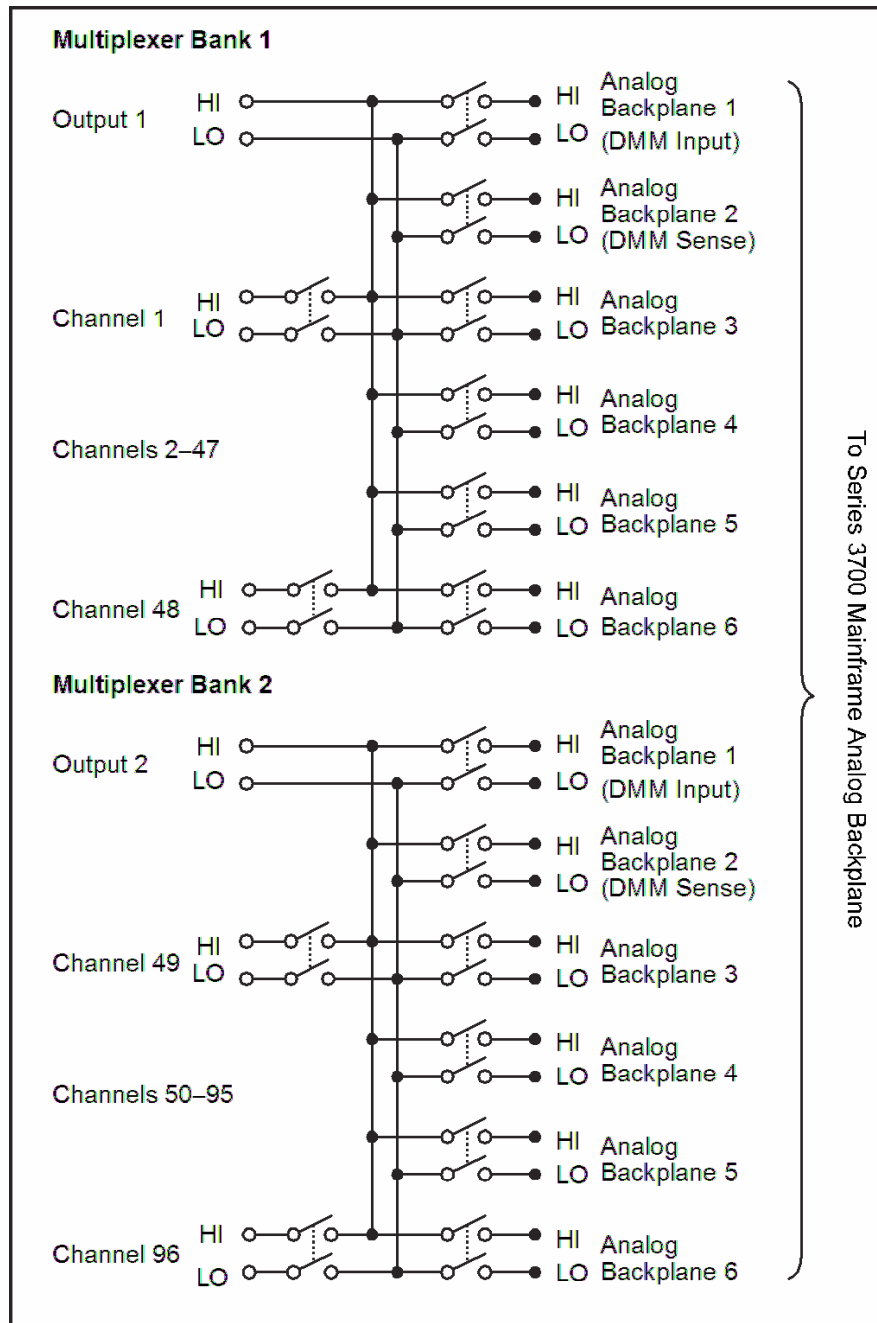 Multiplexer Bank 1
Output 1
HI
LO
HI
LO
Analog
Backplane 1
(DMM Input)
HI
LO
Analog
Backplane 2
(DMM Sense)
Channel 1
HI
LO
HI
LO
Analog
Backplane 3
HI
LO
Analog
Backplane 4
Channels 2–47
HI
LO
Analog
Backplane 5
Channel 48
HI
LO
HI
LO
Analog
Backplane 6
Multiplexer Bank 2
Output 2
HI
LO
HI
LO
Analog
Backplane 1
(DMM Input)
HI
LO
Analog
Backplane 2
(DMM Sense)
Channel 49
HI
LO
HI
LO
Analog
Backplane 3
HI
LO
Analog
Backplane 4
Channels 50–95
HI
LO
Analog
Backplane 5
Channel 96
HI
LO
HI
LO
Analog
Backplane 6
To Series 3700 Mainframe Analog Backplane